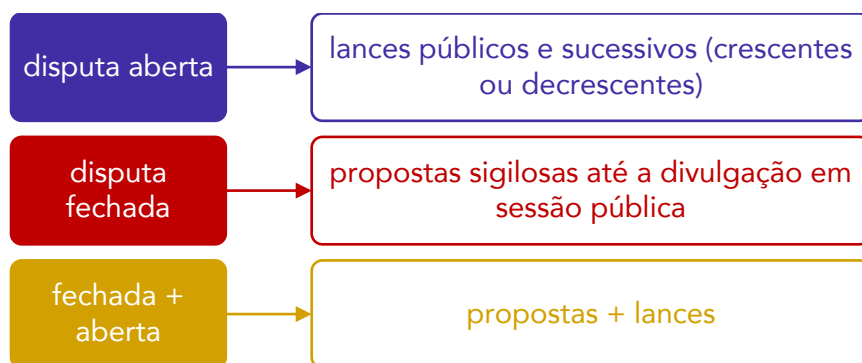 disputa aberta
lances públicos e sucessivos (crescentes
ou decrescentes)
disputa
fechada
propostas sigilosas até a divulgação em
sessão pública
fechada +
aberta
propostas + lances